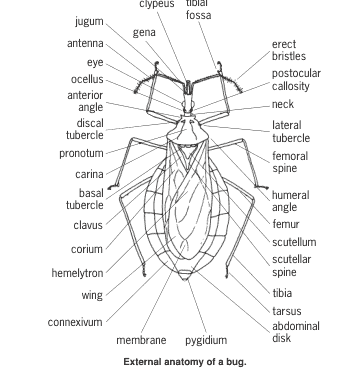 clypeus
tibial
fossa
jugum
gena
antenna
eye
ocellus
anterior
angle
discal
tubercle
pronotum
carina
basal
tubercle
clavus
corium
hemelytron
wing
connexivum
membrane
pygidium
erect
bristles
postocular
callosity
neck
lateral
tubercle
femoral
spine
humeral
angle
femur
scutellum
scutellar
spine
tibia
tarsus
abdominal
disk
External anatomy of a bug.